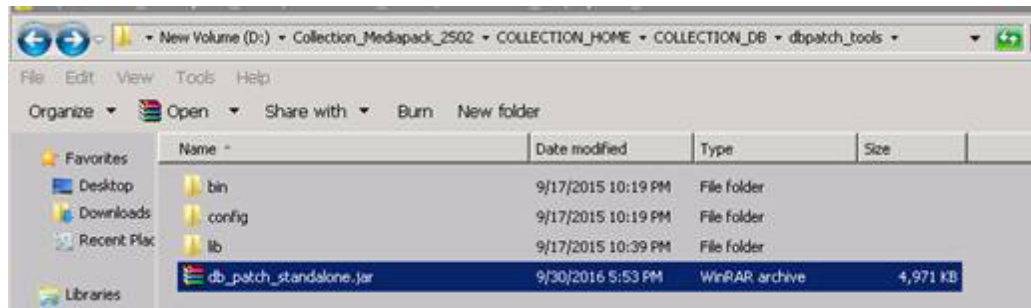 New Volume (D:) • Collection_Mediapack_2502 • COLLECTION_HOME • COLLECTION_DB • dbpatch_tools
File Edit View Tools Help
Organize Open Share with Burn New folder
Favorites
Desktop
Downloads
Recent Plac
Libraries
Name Date modified Type Size
bin 9/17/2015 10:19 PM File folder
config 9/17/2015 10:19 PM File folder
lib 9/17/2015 10:39 PM File folder
db_patch_standalone.jar 9/30/2016 5:53 PM WinRAR archive 4,971 KB